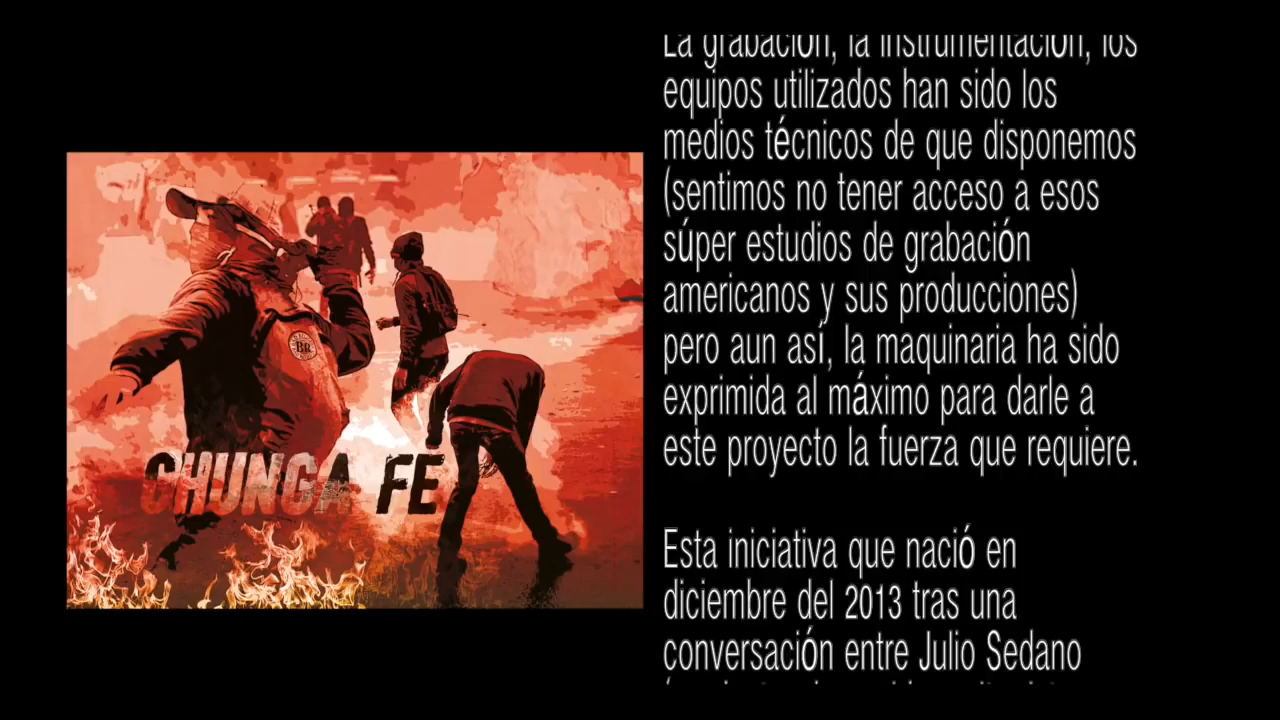 CHUNGA FE
BR
La grabación, la instrumentación, los
equipos utilizados han sido los
medios técnicos de que disponemos
(sentimos no tener acceso a esos
súper estudios de grabación
americanos y sus producciones)
pero aun así, la maquinaria ha sido
exprimida al máximo para darle a
este proyecto la fuerza que requiere.
Esta iniciativa que nació en
diciembre del 2013 tras una
conversación entre Julio Sedano